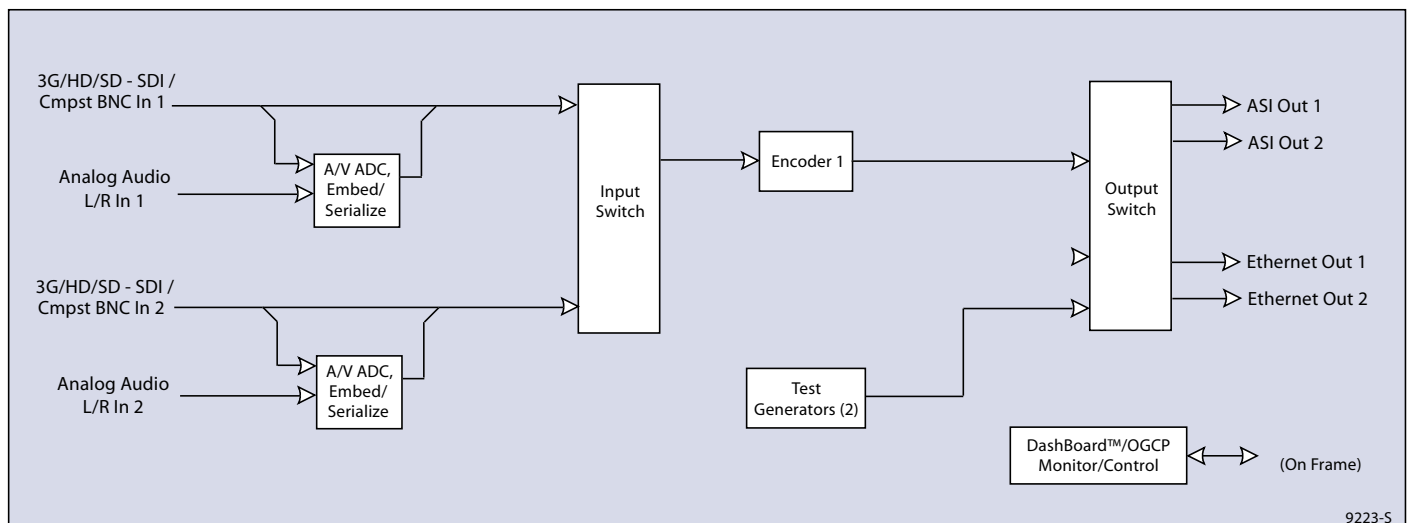 3G/HD/SD - SDI /
Cmpst BNC In 1
Analog Audio
L/R In 1
A/V ADC,
Embed/
Serialize
3G/HD/SD - SDI /
Cmpst BNC In 2
Analog Audio
L/R In 2
A/V ADC,
Embed/
Serialize
Input
Switch
Encoder 1
Test
Generators (2)
Output
Switch
ASI Out 1
ASI Out 2
Ethernet Out 1
Ethernet Out 2
DashBoard™/OGCP
Monitor/Control
(On Frame)
9223-S